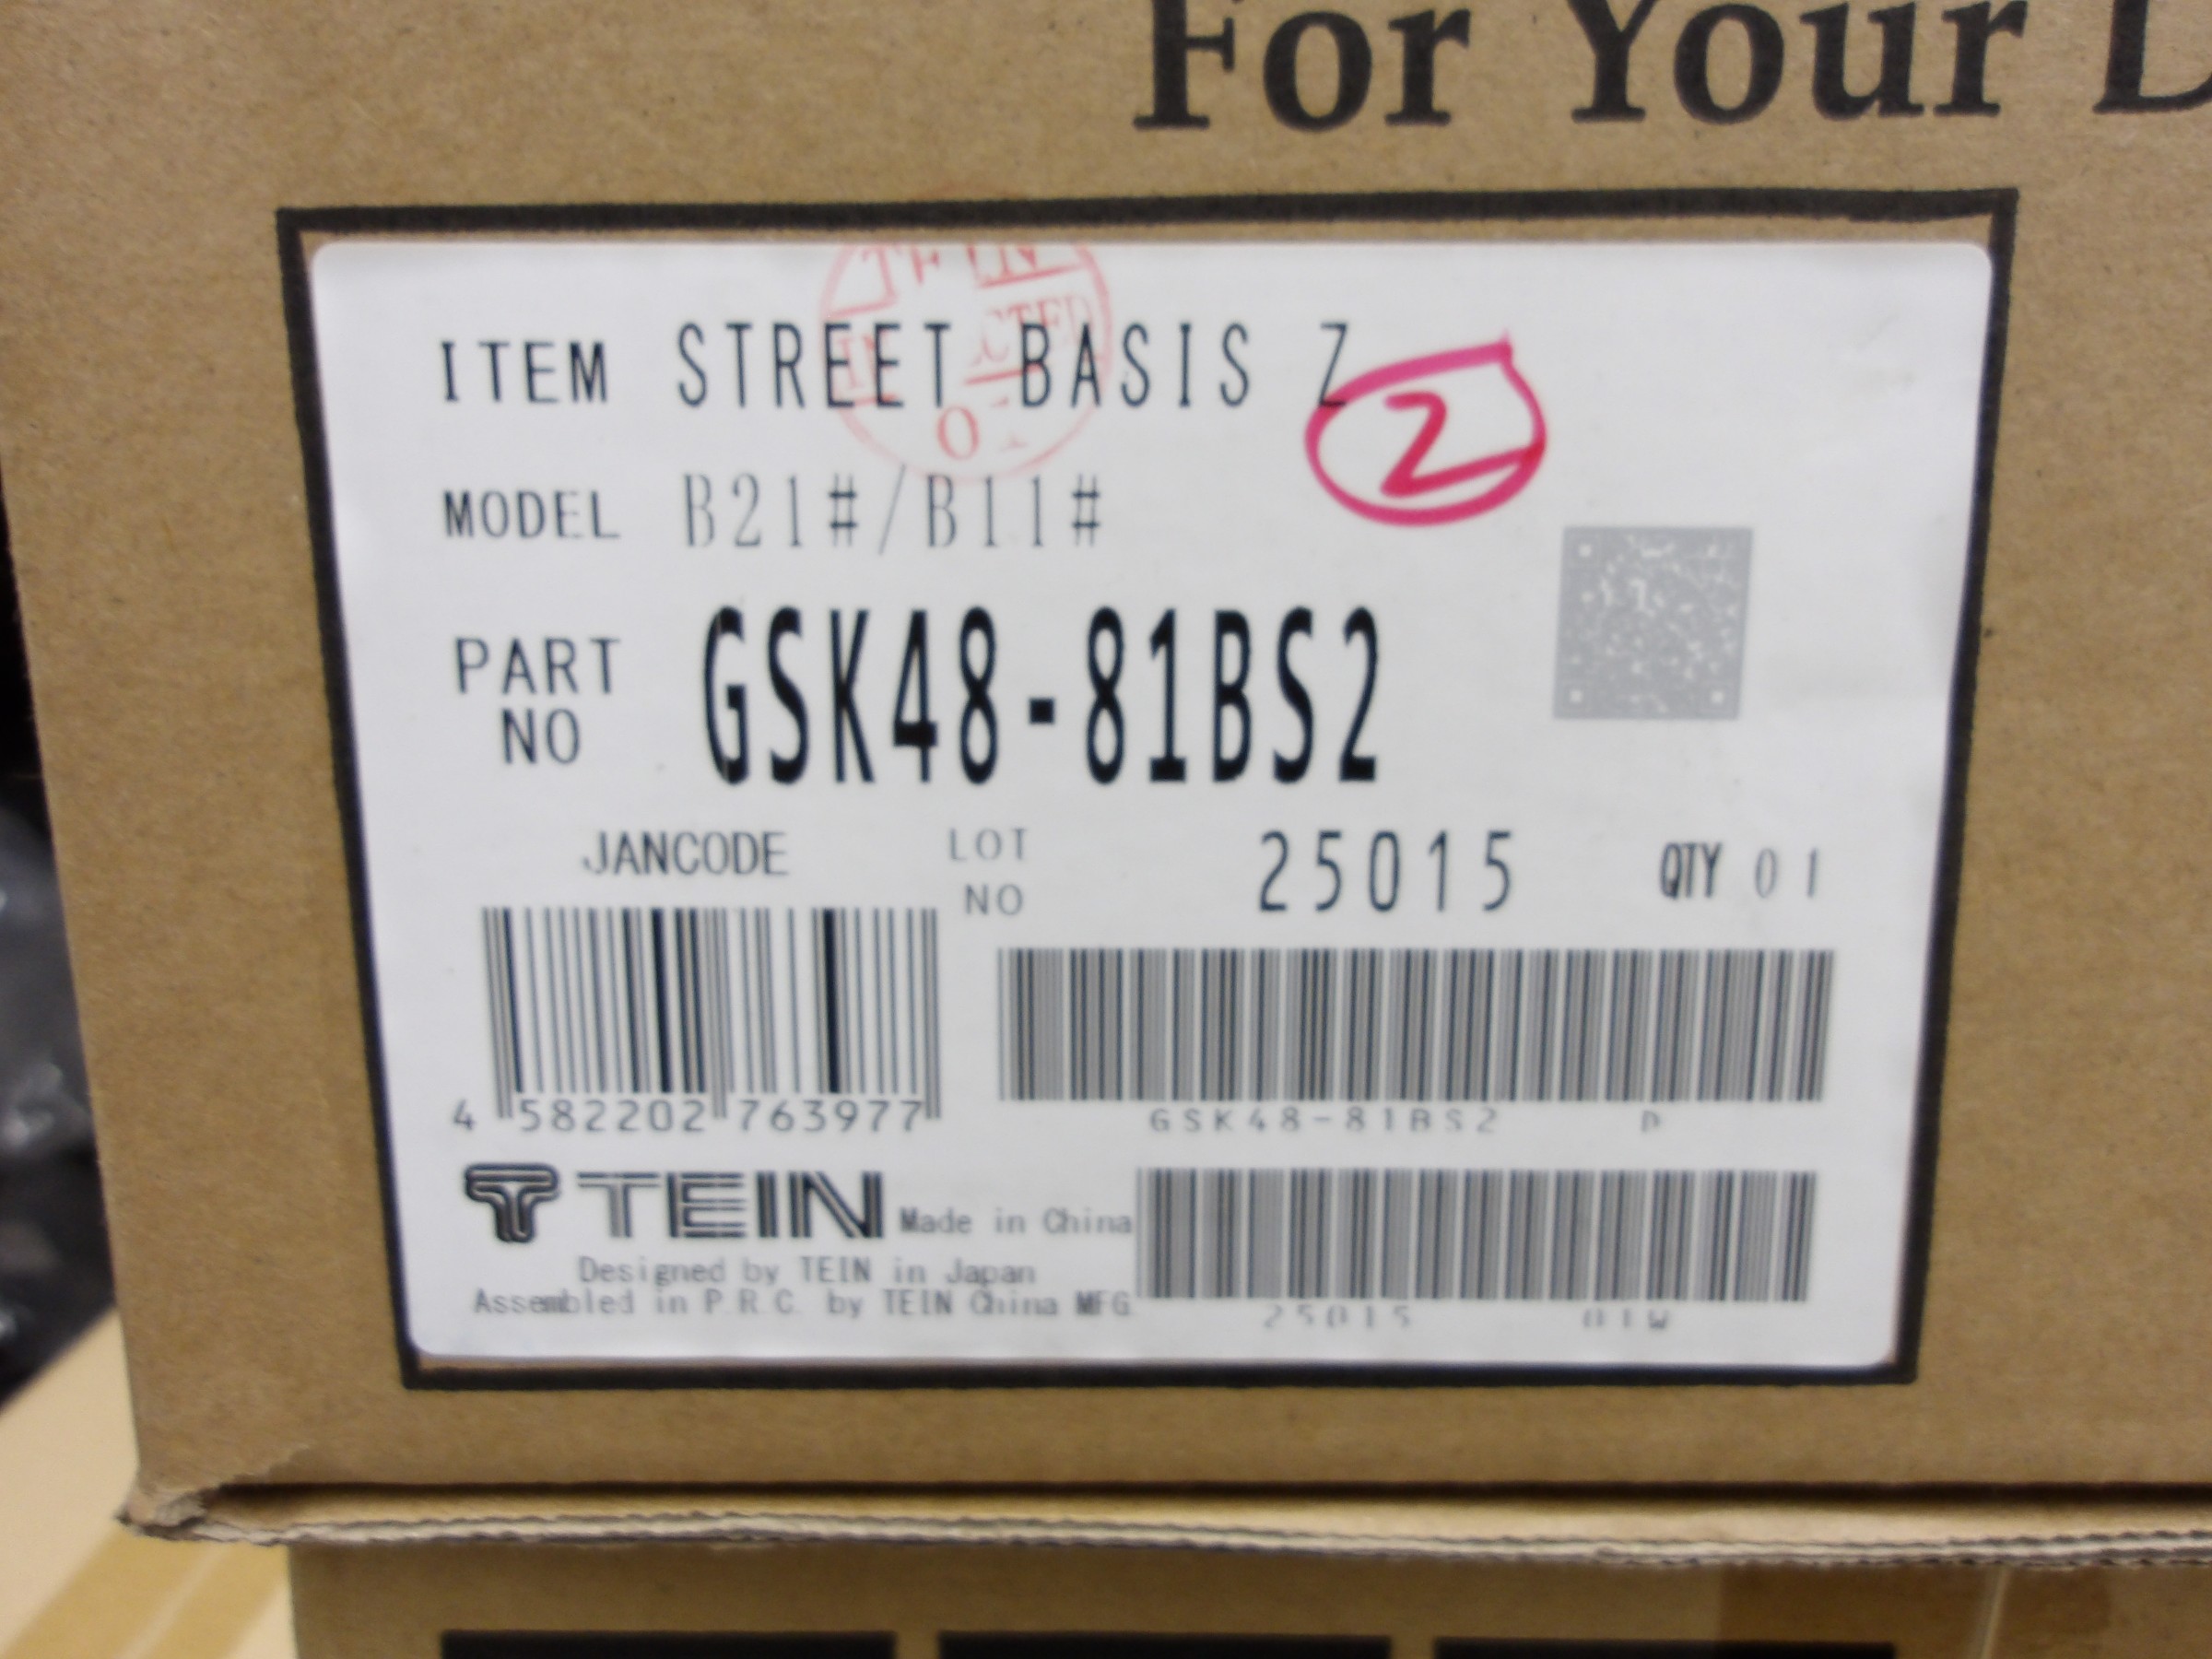 For Your D
TEIN
ITEM STREET BASIS Z
2
MODEL B21#/B11#
PART NO GSK48-81BS2
JANCODE
LOT NO 25015 QTY 01
4 582202 763977
GSK48-81BS2 P
TEIN Made in China
Designed by TEIN in Japan
Assembled in P.R.C. by TEIN China MFG
25015 01W